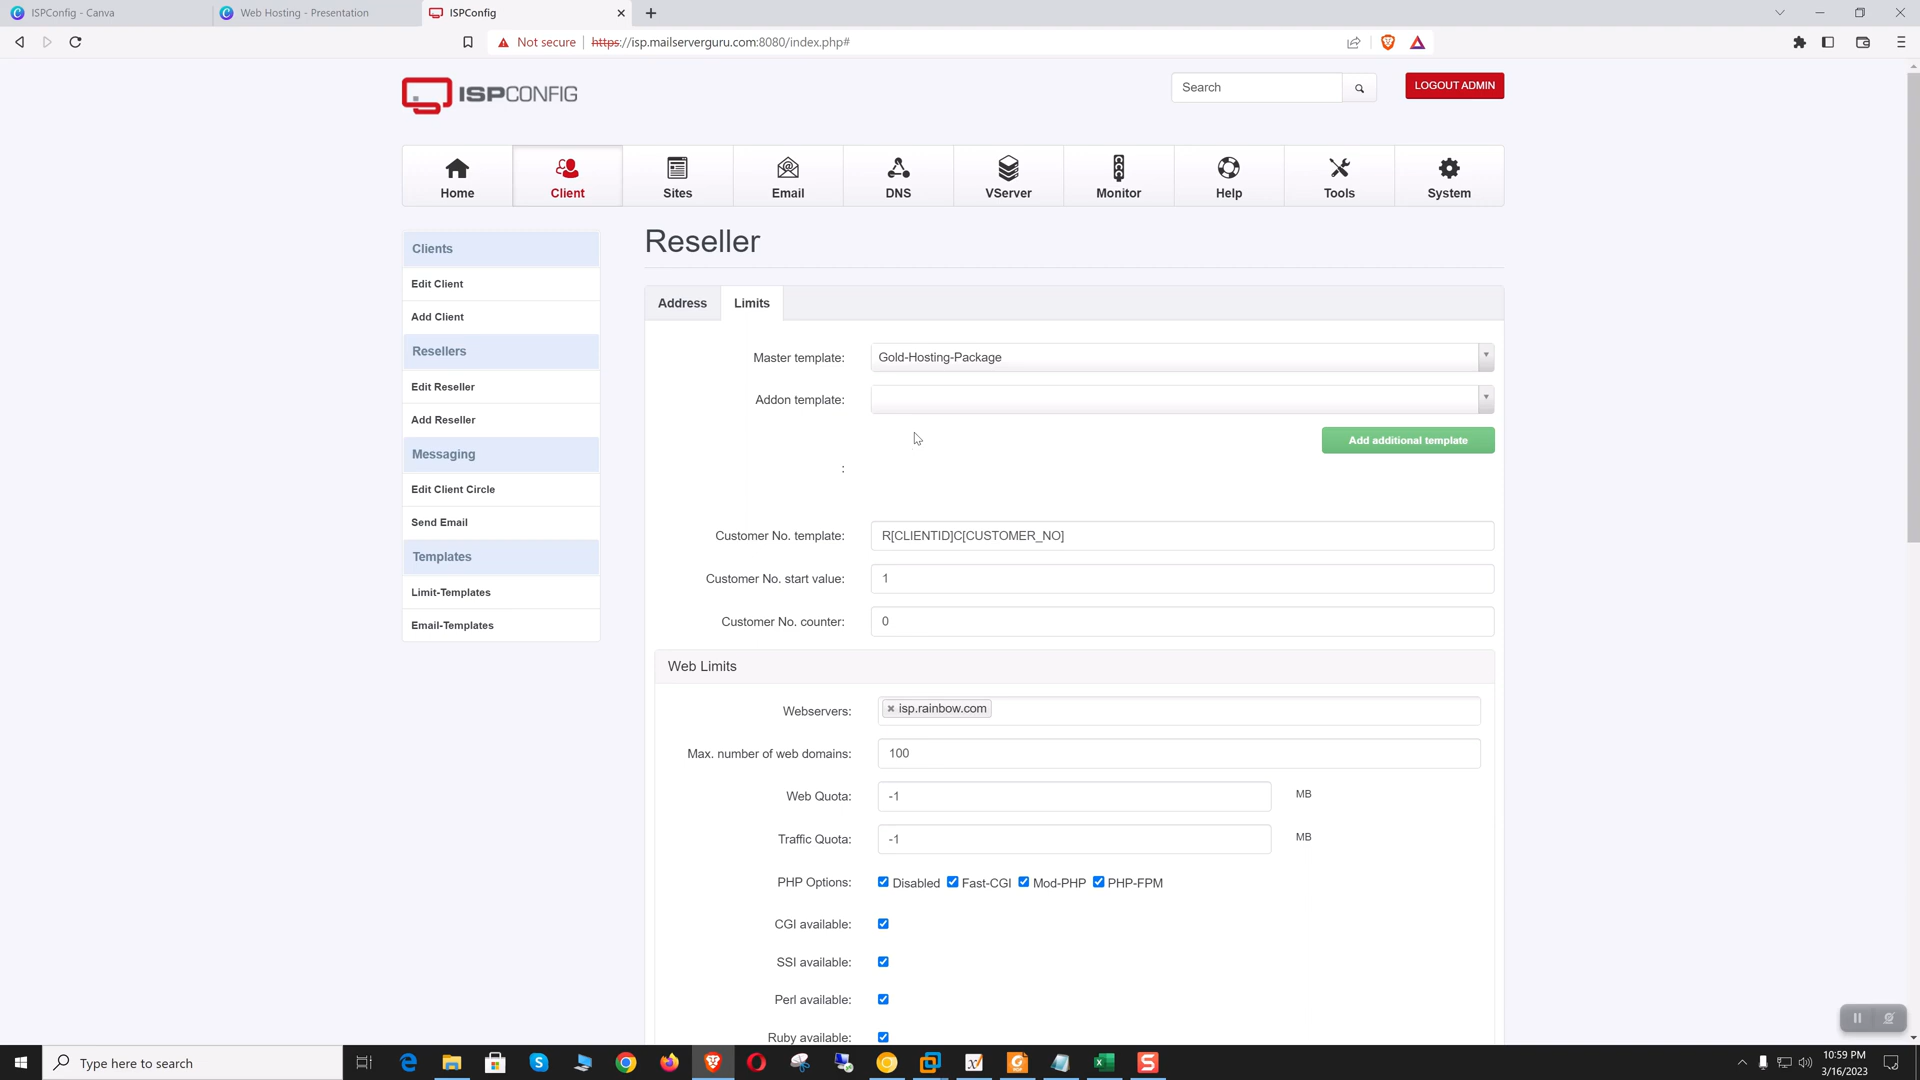 ISPConfig - Canva
Web Hosting - Presentation
ISPConfig
Not secure
https://isp.mailserverguru.com:8080/index.php#
ISPCONFIG
Search
LOGOUT ADMIN
Home
Client
Sites
Email
DNS
VServer
Monitor
Help
Tools
System
Clients
Edit Client
Add Client
Resellers
Edit Reseller
Add Reseller
Messaging
Edit Client Circle
Send Email
Templates
Limit-Templates
Email-Templates
Reseller
Address
Limits
Master template: Gold-Hosting-Package
Addon template:
Add additional template
:
Customer No. template: R[CLIENTID]C[CUSTOMER_NO]
Customer No. start value: 1
Customer No. counter: 0
Web Limits
Webservers: × isp.rainbow.com
Max. number of web domains: 100
Web Quota: -1 MB
Traffic Quota: -1 MB
PHP Options: Disabled Fast-CGI Mod-PHP PHP-FPM
CGI available:
SSI available:
Perl available:
Ruby available:
Type here to search
10:59 PM
3/16/2023